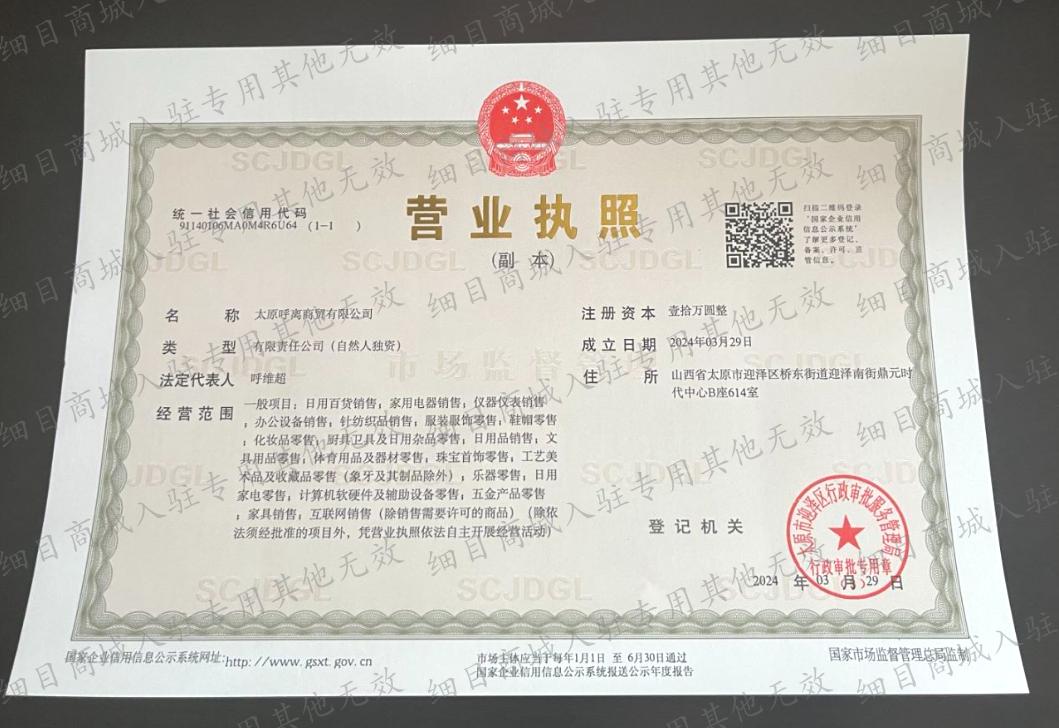 统一社会信用代码
91140106MA0M4R6U64 (1-1 )
营业执照
(副 本)
扫描二维码登录
“国家企业信用
信息公示系统”
了解更多登记、
备案、许可、监
管信息。
名 称 太原呼离商贸有限公司
类 型 有限责任公司(自然人独资)
法定代表人 呼维超
经营范围 一般项目:日用百货销售;家用电器销售;仪器仪表销售
;办公设备销售;针纺织品销售;服装服饰零售;鞋帽零售
;化妆品零售;厨具卫具及日用杂品零售;日用品销售;文
具用品零售;体育用品及器材零售;珠宝首饰零售;工艺美
术品及收藏品零售(象牙及其制品除外);乐器零售;日用
家电零售;计算机软硬件及辅助设备零售;五金产品零售
;家具销售;互联网销售(除销售需要许可的商品)(除依
法须经批准的项目外,凭营业执照依法自主开展经营活动)
注册资本 壹拾万圆整
成立日期 2024年03月29日
住 所 山西省太原市迎泽区桥东街道迎泽南街鼎元时
代中心B座614室
登记机关
太原市迎泽区行政审批服务管理局
行政审批专用章
2024 年 03 月 29 日
国家企业信用信息公示系统网址:http://www.gsxt.gov.cn
市场主体应当于每年1月1日 至 6月30日通过
国家企业信用信息公示系统报送公示年度报告
国家市场监督管理总局监制
SCJDGL
市场监督管理
细目商城入驻专用其他无效